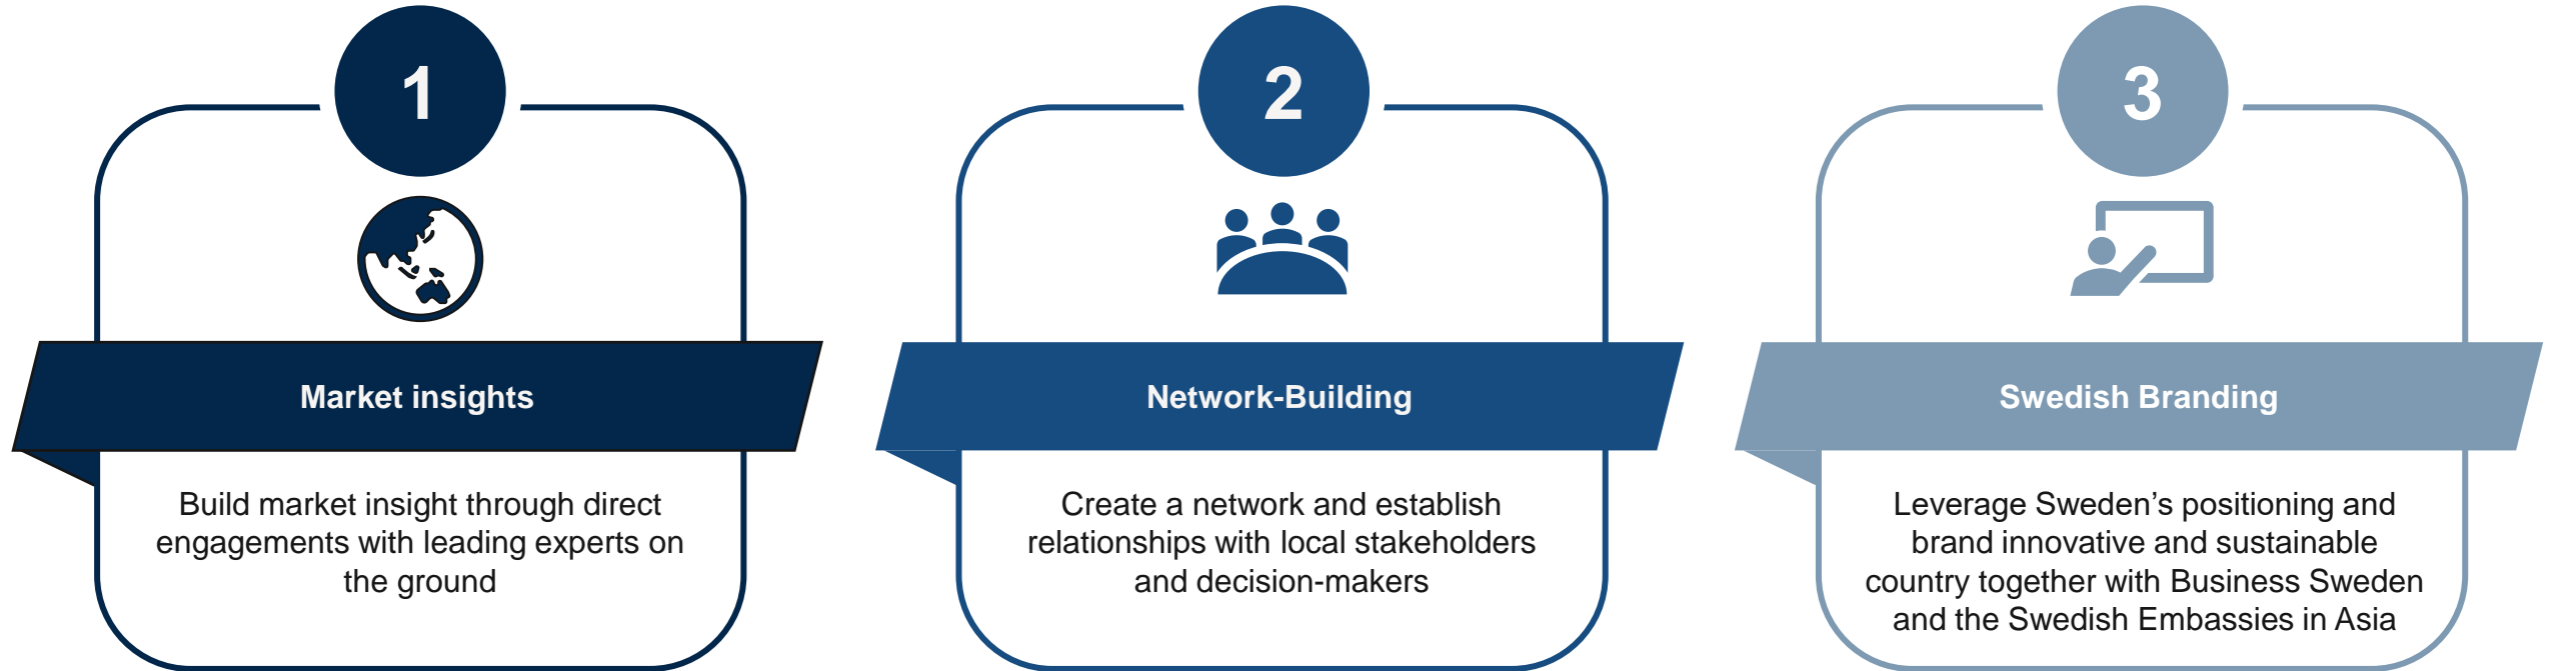 1
Market insights
Build market insight through direct
engagements with leading experts on
the ground
2
Network-Building
Create a network and establish
relationships with local stakeholders
and decision-makers
3
Swedish Branding
Leverage Sweden’s positioning and
brand innovative and sustainable
country together with Business Sweden
and the Swedish Embassies in Asia